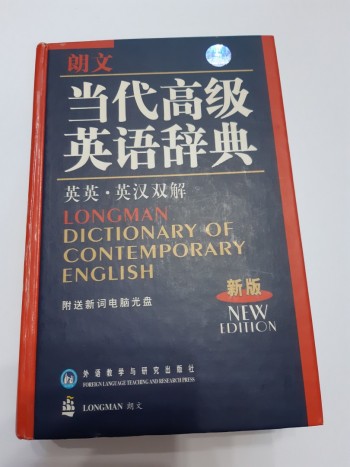 朗文
当代高级
英语辞典
英英·英汉双解
LONGMAN
DICTIONARY OF
CONTEMPORARY
ENGLISH
附送新词电脑光盘
新版
NEW
EDITION
外语教学与研究出版社
FOREIGN LANGUAGE TEACHING AND RESEARCH PRESS
LONGMAN 朗文